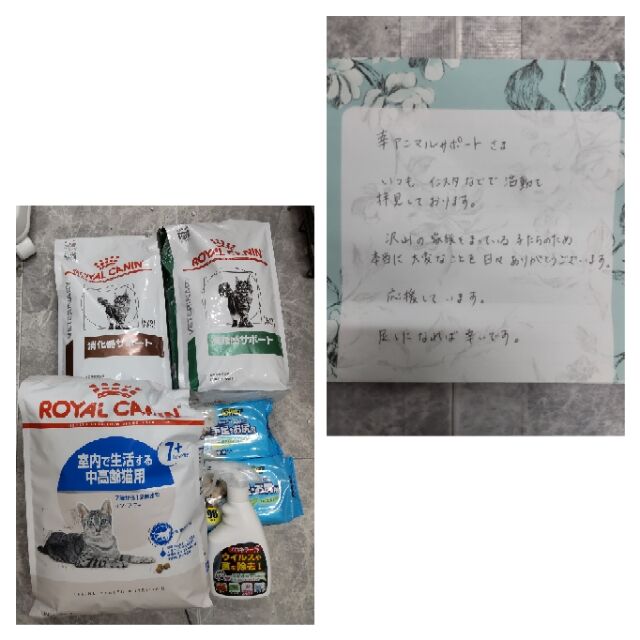 幸アニマルサポート さま
いつも インスタなどで 活動を
拝見しております。
沢山の家族をまっている 子たちのため
本当に 大変なことを 日々 ありがとうございます。
応援して います。
足しになれば 幸いです。
ROYAL CANIN
消化器サポート
ROYAL CANIN
サポート
ROYAL CANIN
室内で生活する
中高齢猫用
7+
ウイルスや
菌を除去!